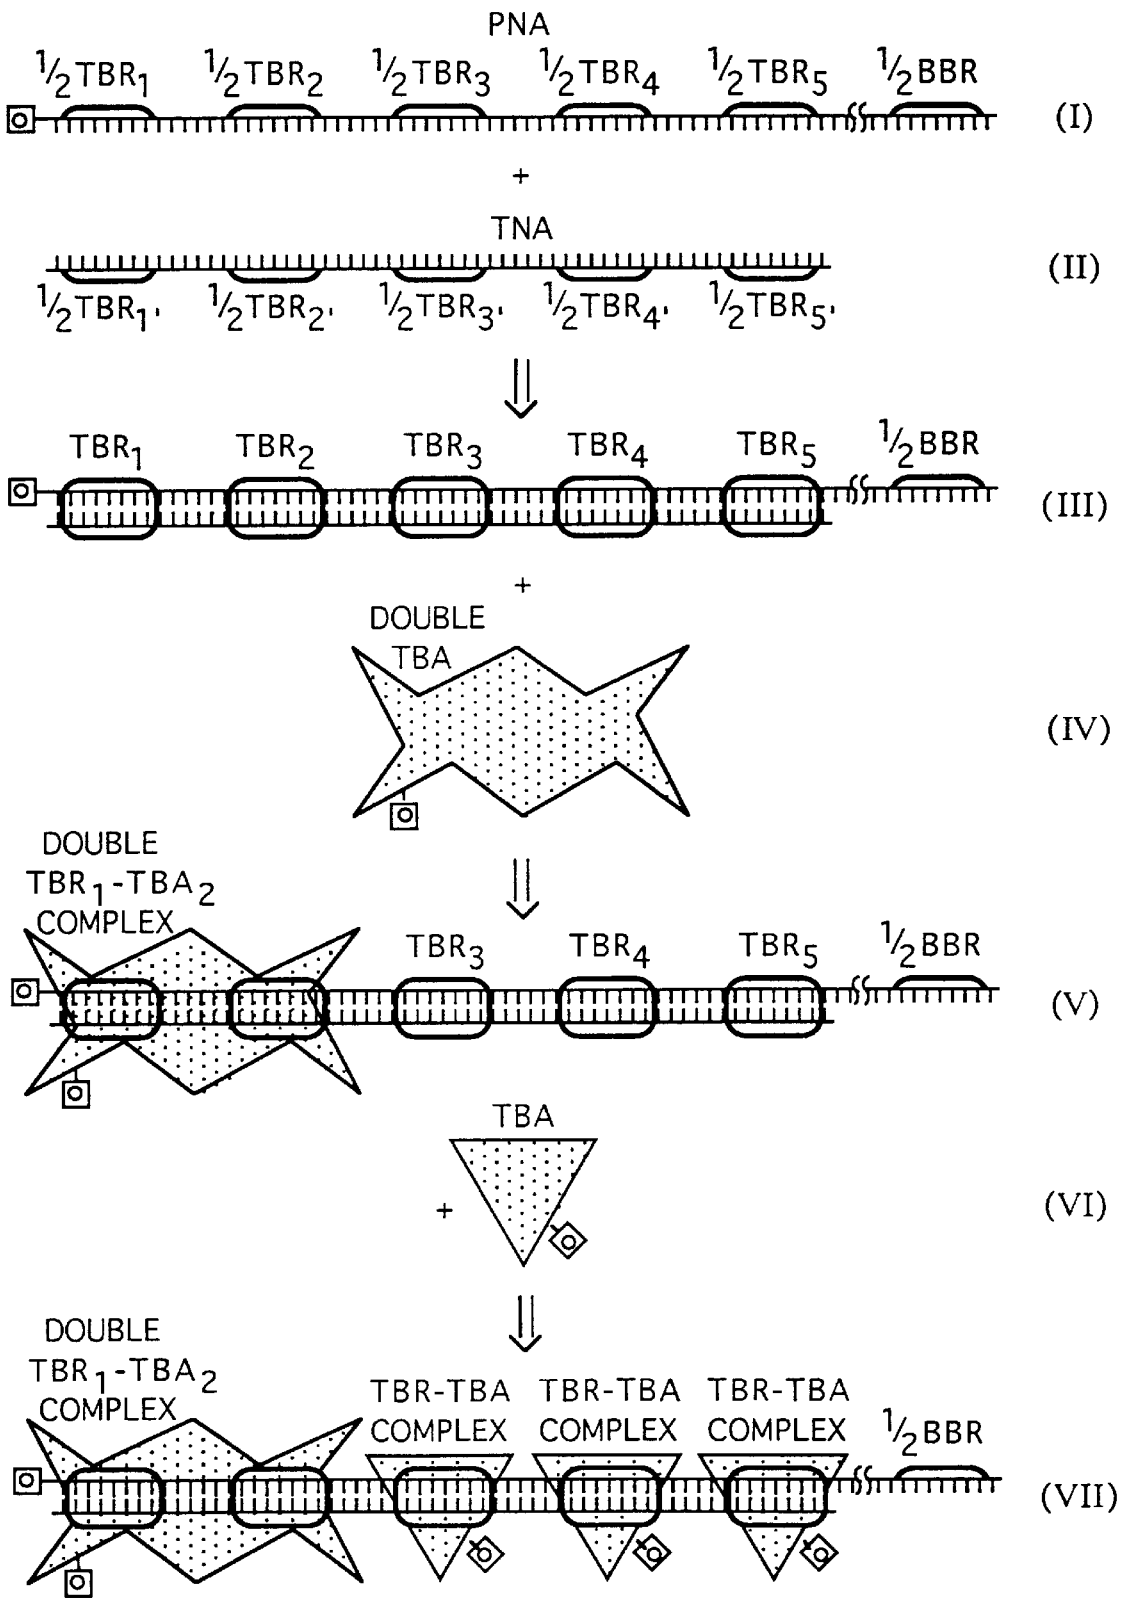 PNA
½TBR₁ ½TBR₂ ½TBR₃ ½TBR₄ ½TBR₅ ½BBR
(I)
+
TNA
(II)
½TBR₁' ½TBR₂' ½TBR₃' ½TBR₄' ½TBR₅'
TBR₁ TBR₂ TBR₃ TBR₄ TBR₅ ½BBR
(III)
+
DOUBLE
TBA
(IV)
DOUBLE
TBR₁-TBA₂
COMPLEX
TBR₃ TBR₄ TBR₅ ½BBR
(V)
TBA
+
(VI)
DOUBLE
TBR₁-TBA₂
COMPLEX
TBR-TBA TBR-TBA TBR-TBA
COMPLEX COMPLEX COMPLEX ½BBR
(VII)